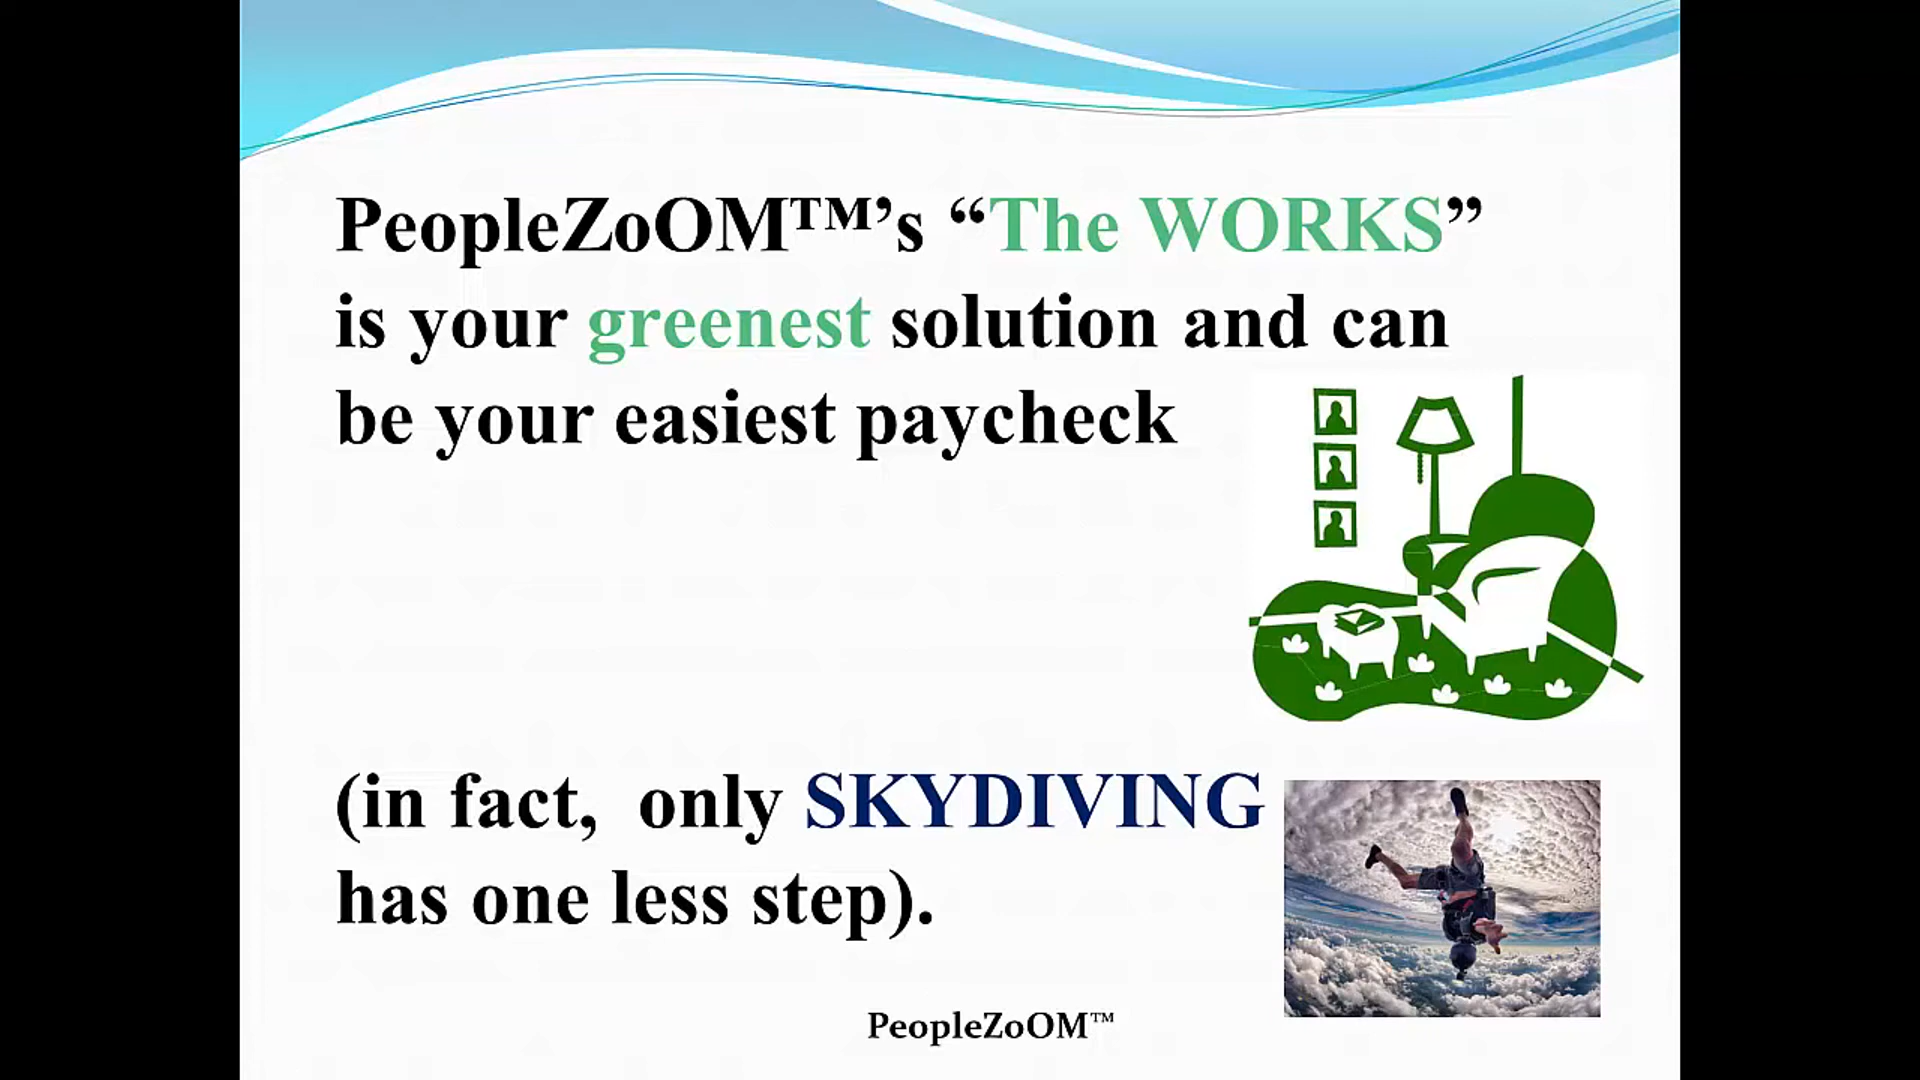 PeopleZoOM™’s “The WORKS”
is your greenest solution and can
be your easiest paycheck
(in fact,  only SKYDIVING
has one less step).
PeopleZoOM™